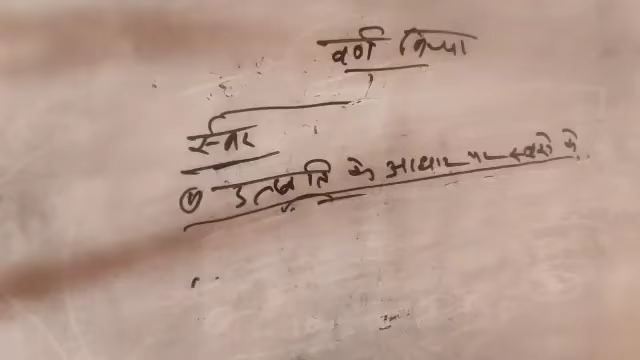 वर्ण
स्वर
उत्पत्ति के आधार पर स्वरो के